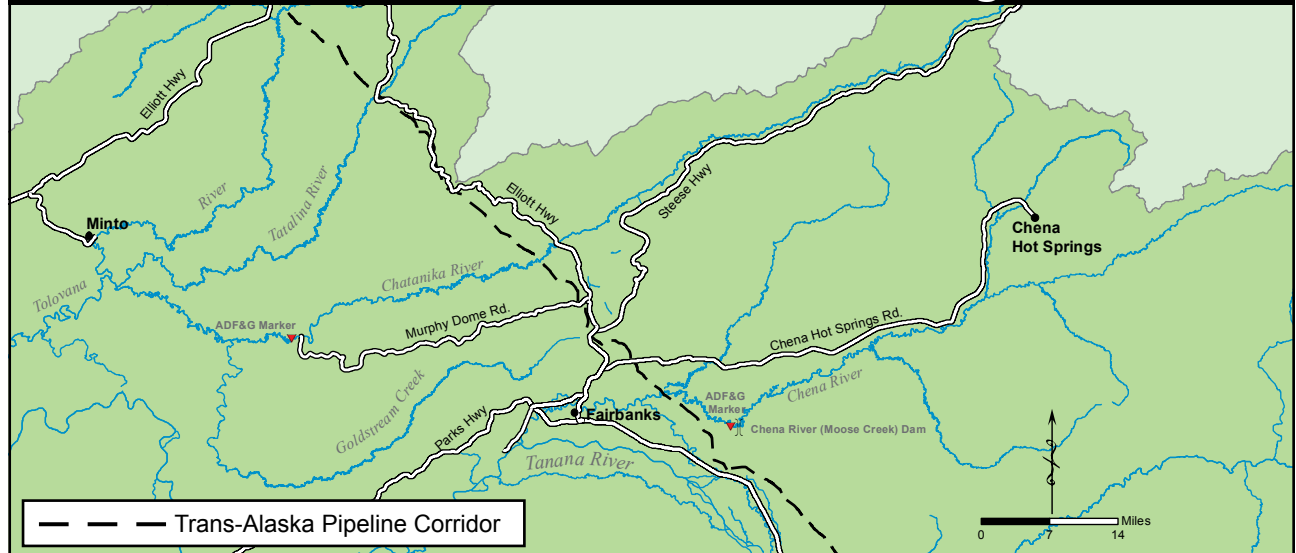 Elliott Hwy
River
Tatalina River
Minto
Elliott Hwy
Steese Hwy
Chena
Hot Springs
Tolovana
Chatanika River
ADF&G Marker
Murphy Dome Rd.
Chena Hot Springs Rd.
Goldstream Creek
Parks Hwy
Fairbanks
ADF&G
Marker
Chena River
Chena River (Moose Creek) Dam
Tanana River
Trans-Alaska Pipeline Corridor
Miles
0 7 14